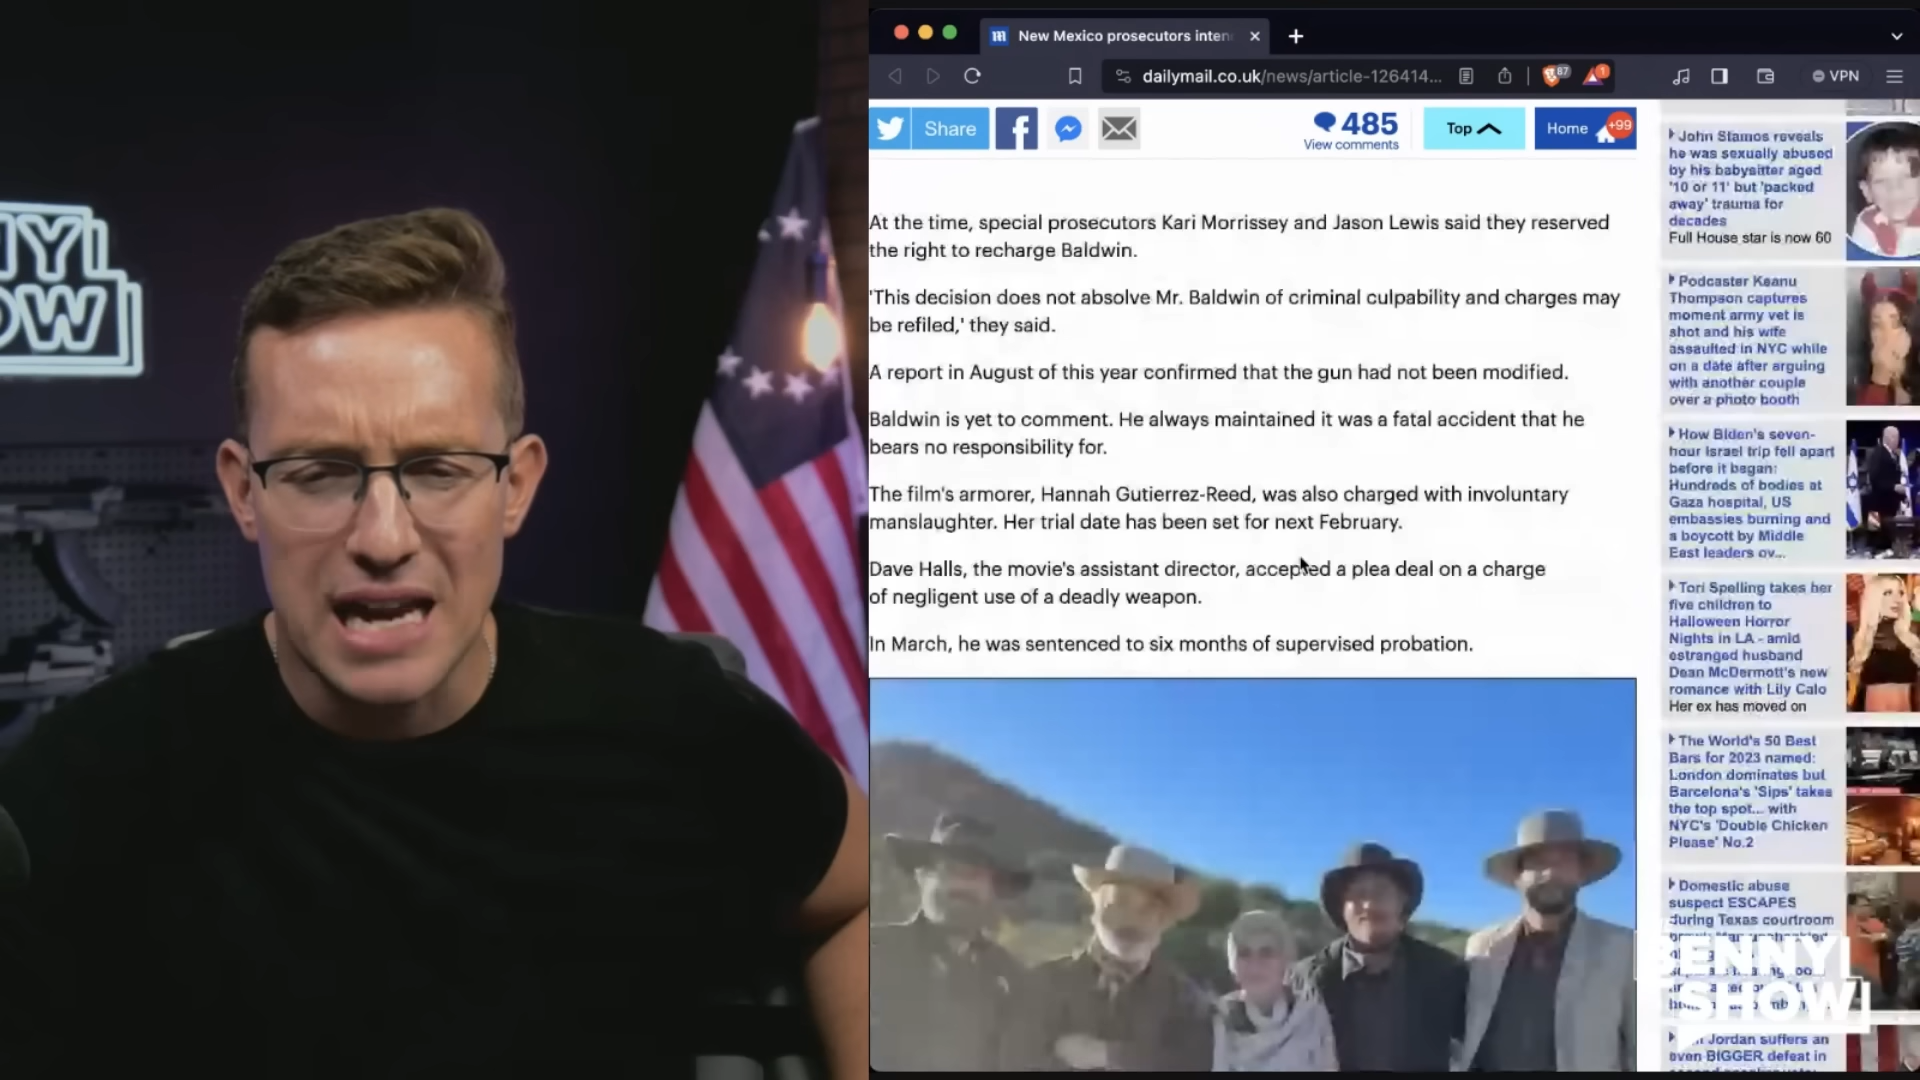 NY
OW
New Mexico prosecutors inten
dailymail.co.uk/news/article-126414...
87
1
VPN
Share
485
View comments
Top
Home
+99
At the time, special prosecutors Kari Morrissey and Jason Lewis said they reserved
the right to recharge Baldwin.
'This decision does not absolve Mr. Baldwin of criminal culpability and charges may
be refiled,' they said.
A report in August of this year confirmed that the gun had not been modified.
Baldwin is yet to comment. He always maintained it was a fatal accident that he
bears no responsibility for.
The film's armorer, Hannah Gutierrez-Reed, was also charged with involuntary
manslaughter. Her trial date has been set for next February.
Dave Halls, the movie's assistant director, accepted a plea deal on a charge
of negligent use of a deadly weapon.
In March, he was sentenced to six months of supervised probation.
John Stamos reveals
he was sexually abused
by his babysitter aged
'10 or 11' but 'packed
away' trauma for
decades
Full House star is now 60
Podcaster Keanu
Thompson captures
moment army vet is
shot and his wife
assaulted in NYC while
on a date after arguing
with another couple
over a photo booth
How Biden's seven-
hour Israel trip fell apart
before it began:
Hundreds of bodies at
Gaza hospital, US
embassies burning and
a boycott by Middle
East leaders ov...
Tori Spelling takes her
five children to
Halloween Horror
Nights in LA - amid
estranged husband
Dean McDermott's new
romance with Lily Calo
Her ex has moved on
The World's 50 Best
Bars for 2023 named:
London dominates but
Barcelona's 'Sips' takes
the top spot... with
NYC's 'Double Chicken
Please' No.2
Domestic abuse
suspect ESCAPES
during Texas courtroom
BENNY
SHOW
Jordan suffers an
even BIGGER defeat in